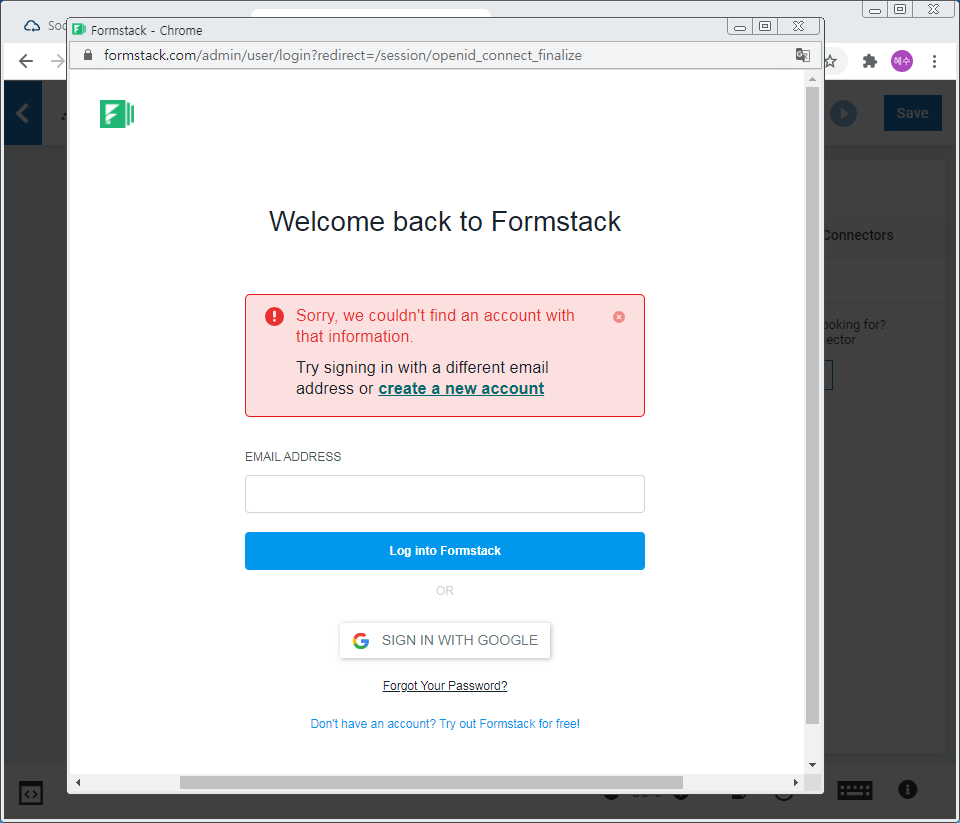 Soc
Formstack - Chrome
formstack.com/admin/user/login?redirect=/session/openid_connect_finalize
혜수
Save
Welcome back to Formstack
Connectors
Sorry, we couldn't find an account with
that information.
Try signing in with a different email
address or create a new account
ooking for?
ector
EMAIL ADDRESS
Log into Formstack
OR
SIGN IN WITH GOOGLE
Forgot Your Password?
Don't have an account? Try out Formstack for free!